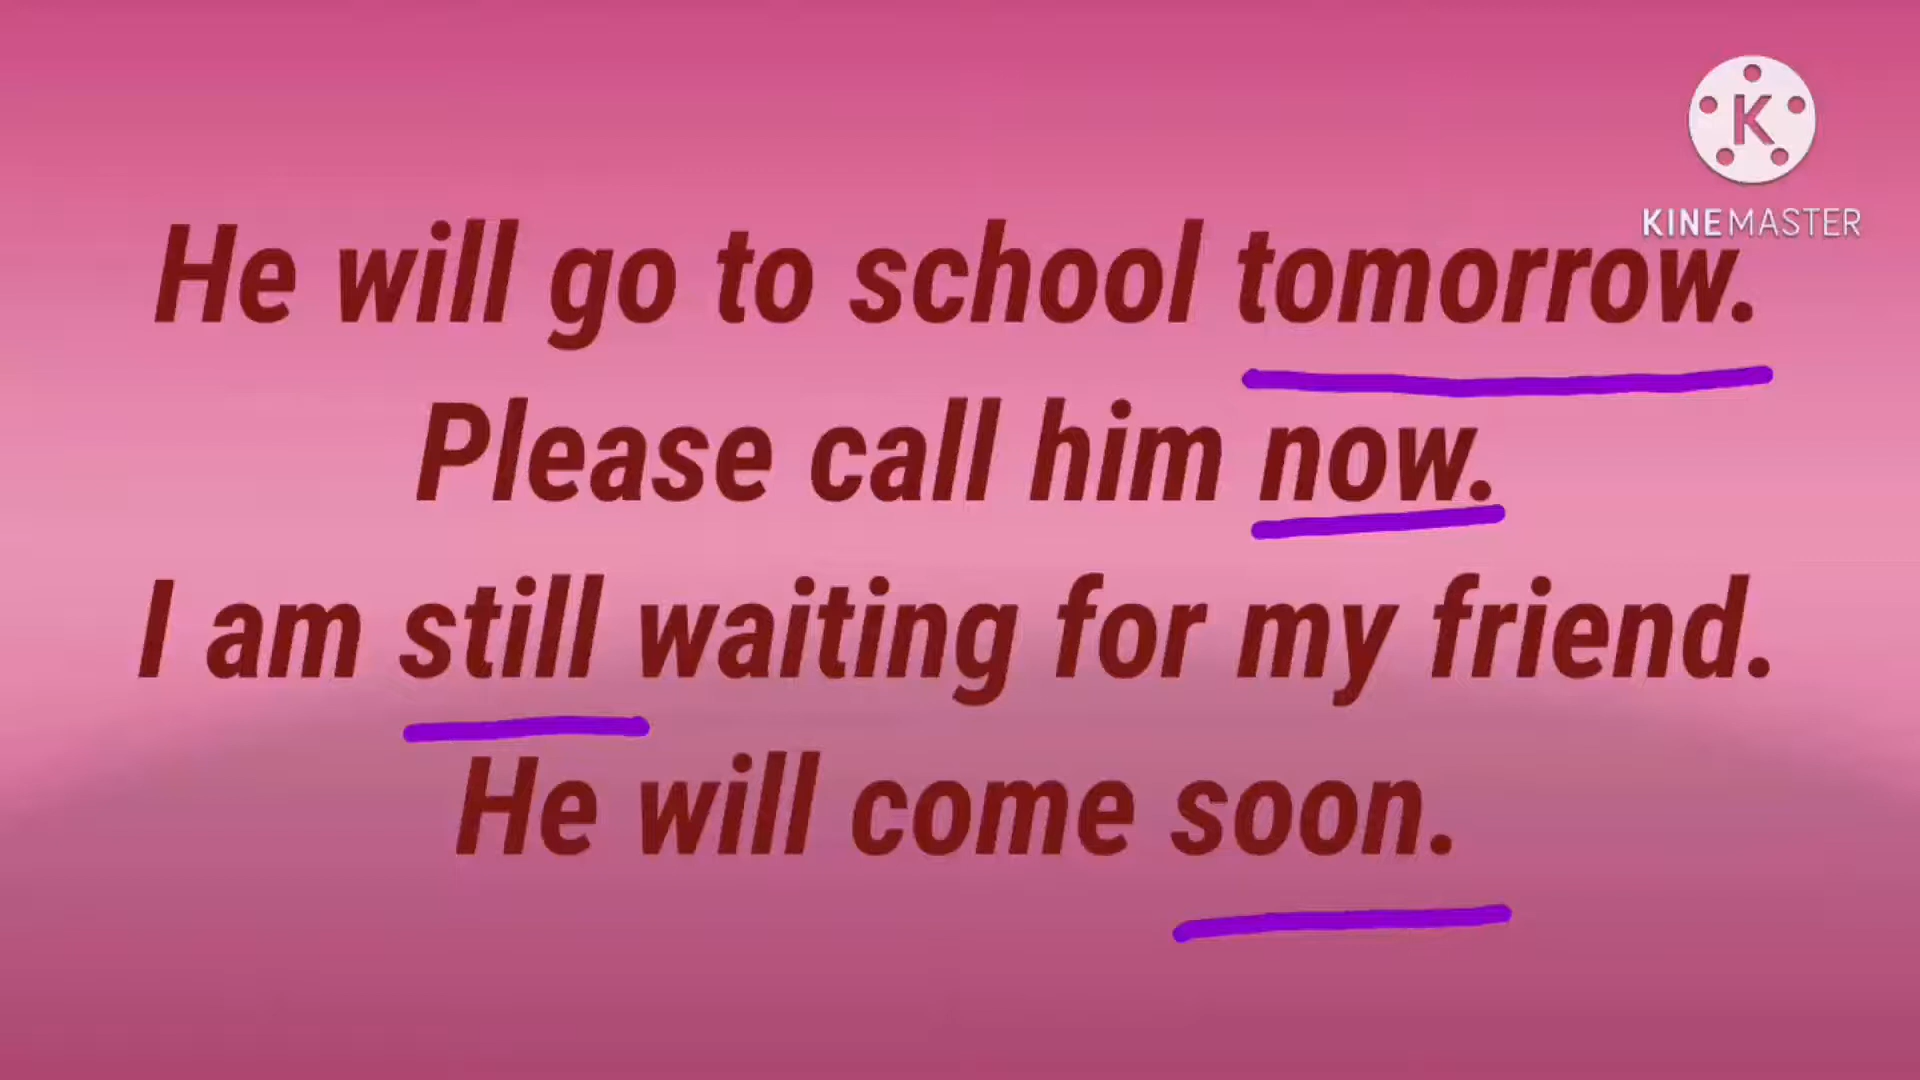 KINEMASTER
He will go to school tomorrow.
Please call him now.
I am still waiting for my friend.
He will come soon.